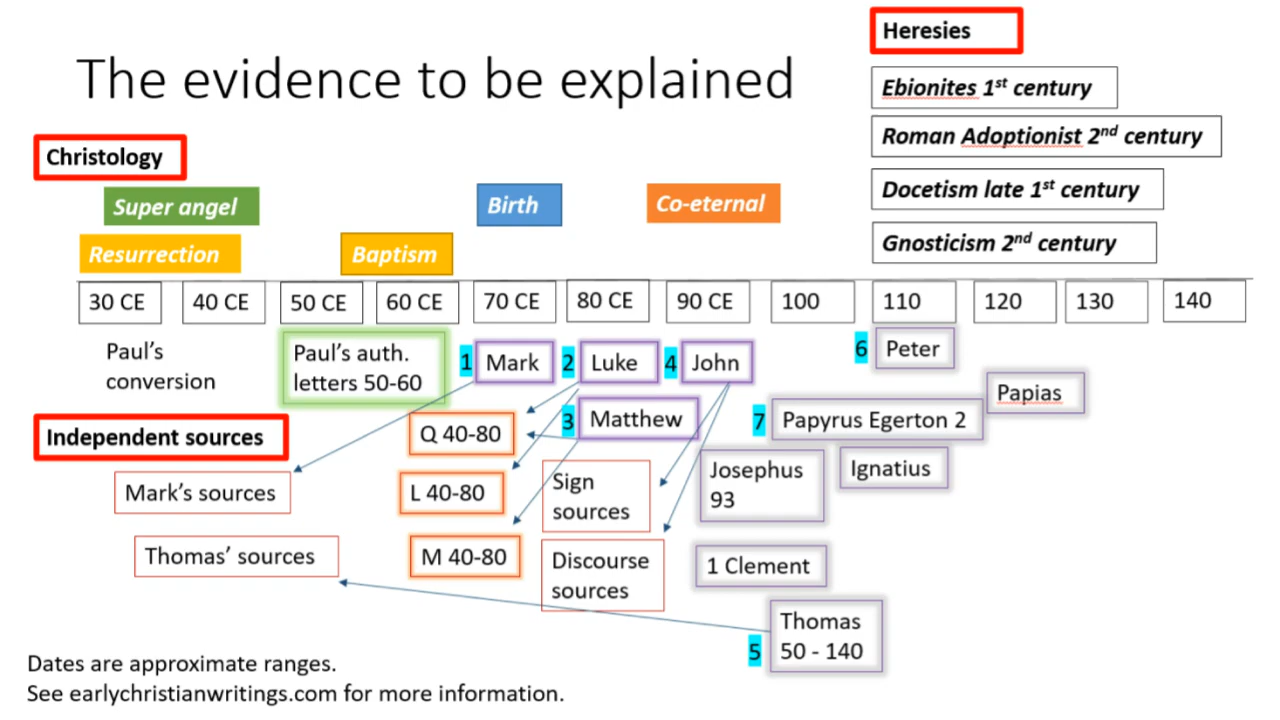 The evidence to be explained
Heresies
Ebionites 1st century
Roman Adoptionist 2nd century
Docetism late 1st century
Gnosticism 2nd century
Christology
Super angel
Birth
Co-eternal
Resurrection
Baptism
30 CE
40 CE
50 CE
60 CE
70 CE
80 CE
90 CE
100
110
120
130
140
Paul's
conversion
Paul's auth.
letters 50-60
1
Mark
2
Luke
4
John
6
Peter
Papias
3
Matthew
7
Papyrus Egerton 2
Independent sources
Q 40-80
Mark's sources
L 40-80
Sign
sources
Josephus
93
Ignatius
Thomas' sources
M 40-80
Discourse
sources
1 Clement
5
Thomas
50 - 140
Dates are approximate ranges.
See earlychristianwritings.com for more information.